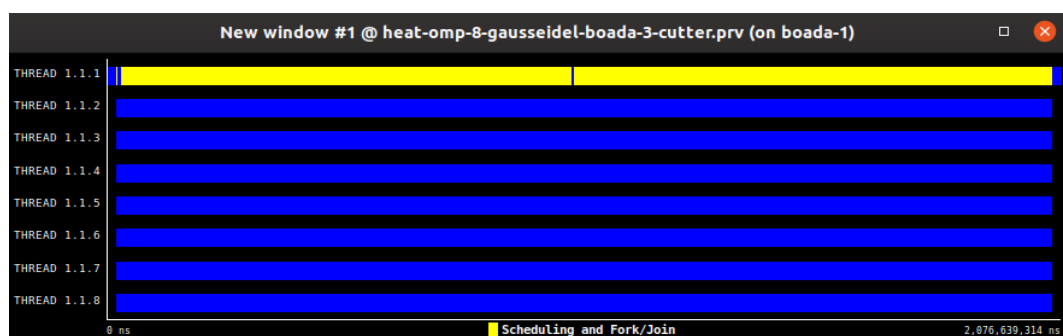 New window #1 @ heat-omp-8-gausseidel-boada-3-cutter.prv (on boada-1)
THREAD 1.1.1
THREAD 1.1.2
THREAD 1.1.3
THREAD 1.1.4
THREAD 1.1.5
THREAD 1.1.6
THREAD 1.1.7
THREAD 1.1.8
0 ns Scheduling and Fork/Join 2,076,639,314 ns